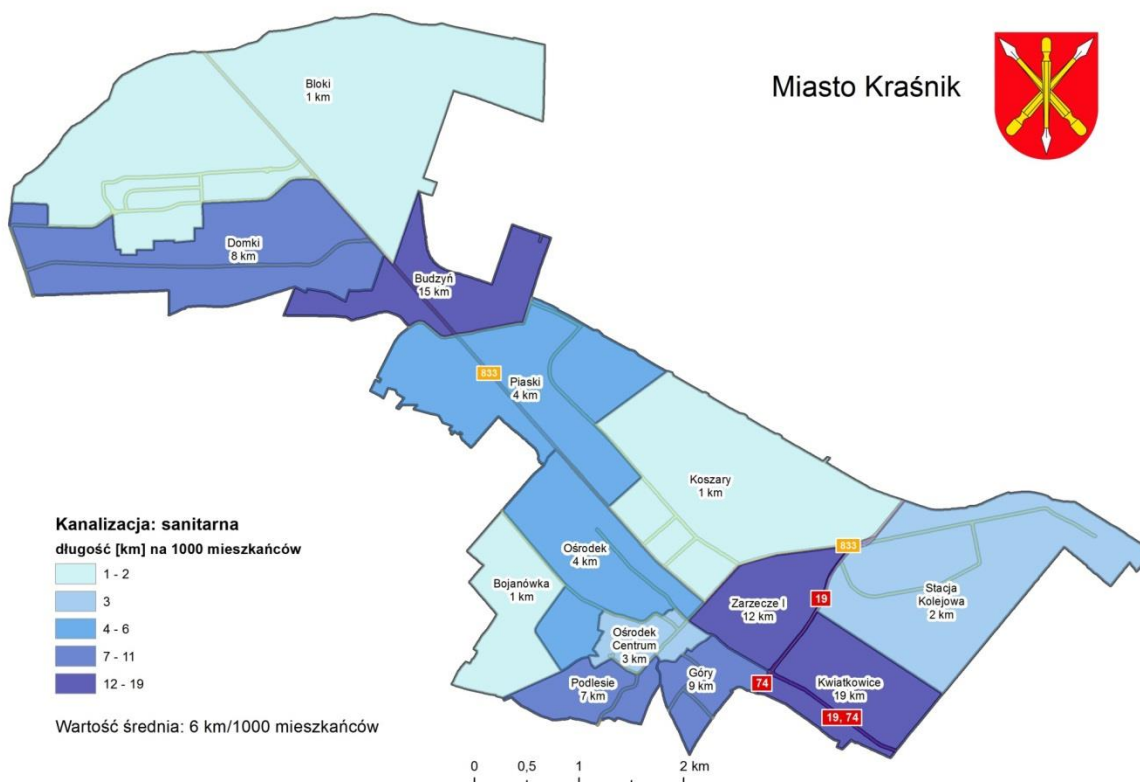 Miasto Kraśnik
Bloki
1 km
Domki
8 km
Budzyń
15 km
833
Piaski
4 km
Koszary
1 km
Ośrodek
4 km
833
Bojanówka
1 km
Zarzecze I
12 km
19
Stacja
Kolejowa
2 km
Ośrodek
Centrum
3 km
Podlesie
7 km
Góry
9 km
74
Kwiatkowice
19 km
19, 74
Kanalizacja: sanitarna
długość [km] na 1000 mieszkańców
1 - 2
3
4 - 6
7 - 11
12 - 19
Wartość średnia: 6 km/1000 mieszkańców
0 0,5 1 2 km